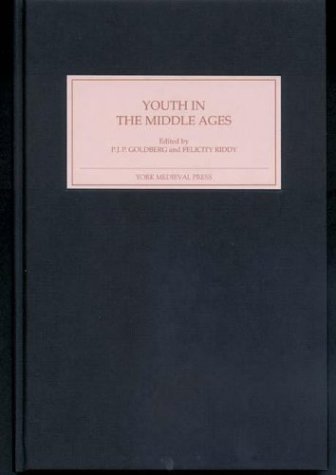 YOUTH IN
THE MIDDLE AGES
Edited by
P.J.P. GOLDBERG and FELICITY RIDDY
YORK MEDIEVAL PRESS